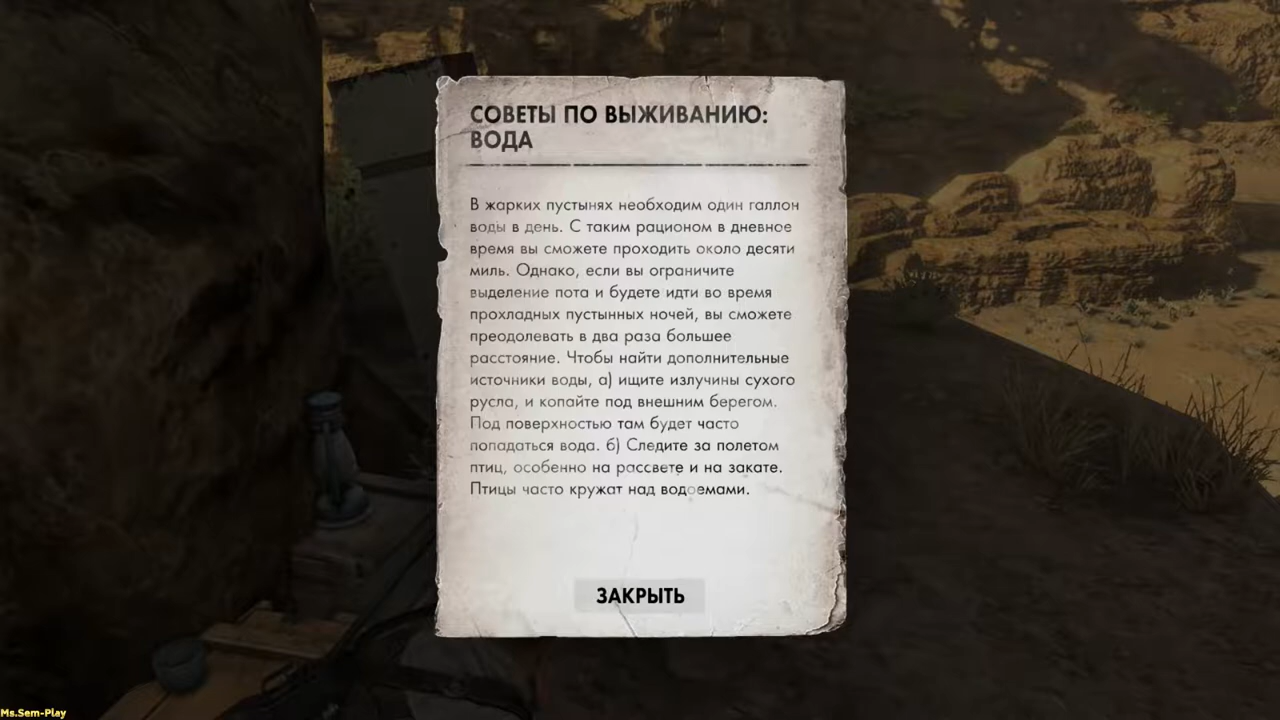 СОВЕТЫ ПО ВЫЖИВАНИЮ:
ВОДА
В жарких пустынях необходим один галлон
воды в день. С таким рационом в дневное
время вы сможете проходить около десяти
миль. Однако, если вы ограничите
выделение пота и будете идти во время
прохладных пустынных ночей, вы сможете
преодолевать в два раза большее
расстояние. Чтобы найти дополнительные
источники воды, а) ищите излучины сухого
русла, и копайте под внешним берегом.
Под поверхностью там будет часто
попадаться вода. б) Следите за полетом
птиц, особенно на рассвете и на закате.
Птицы часто кружат над водоемами.
ЗАКРЫТЬ
Ms.Sem-Play